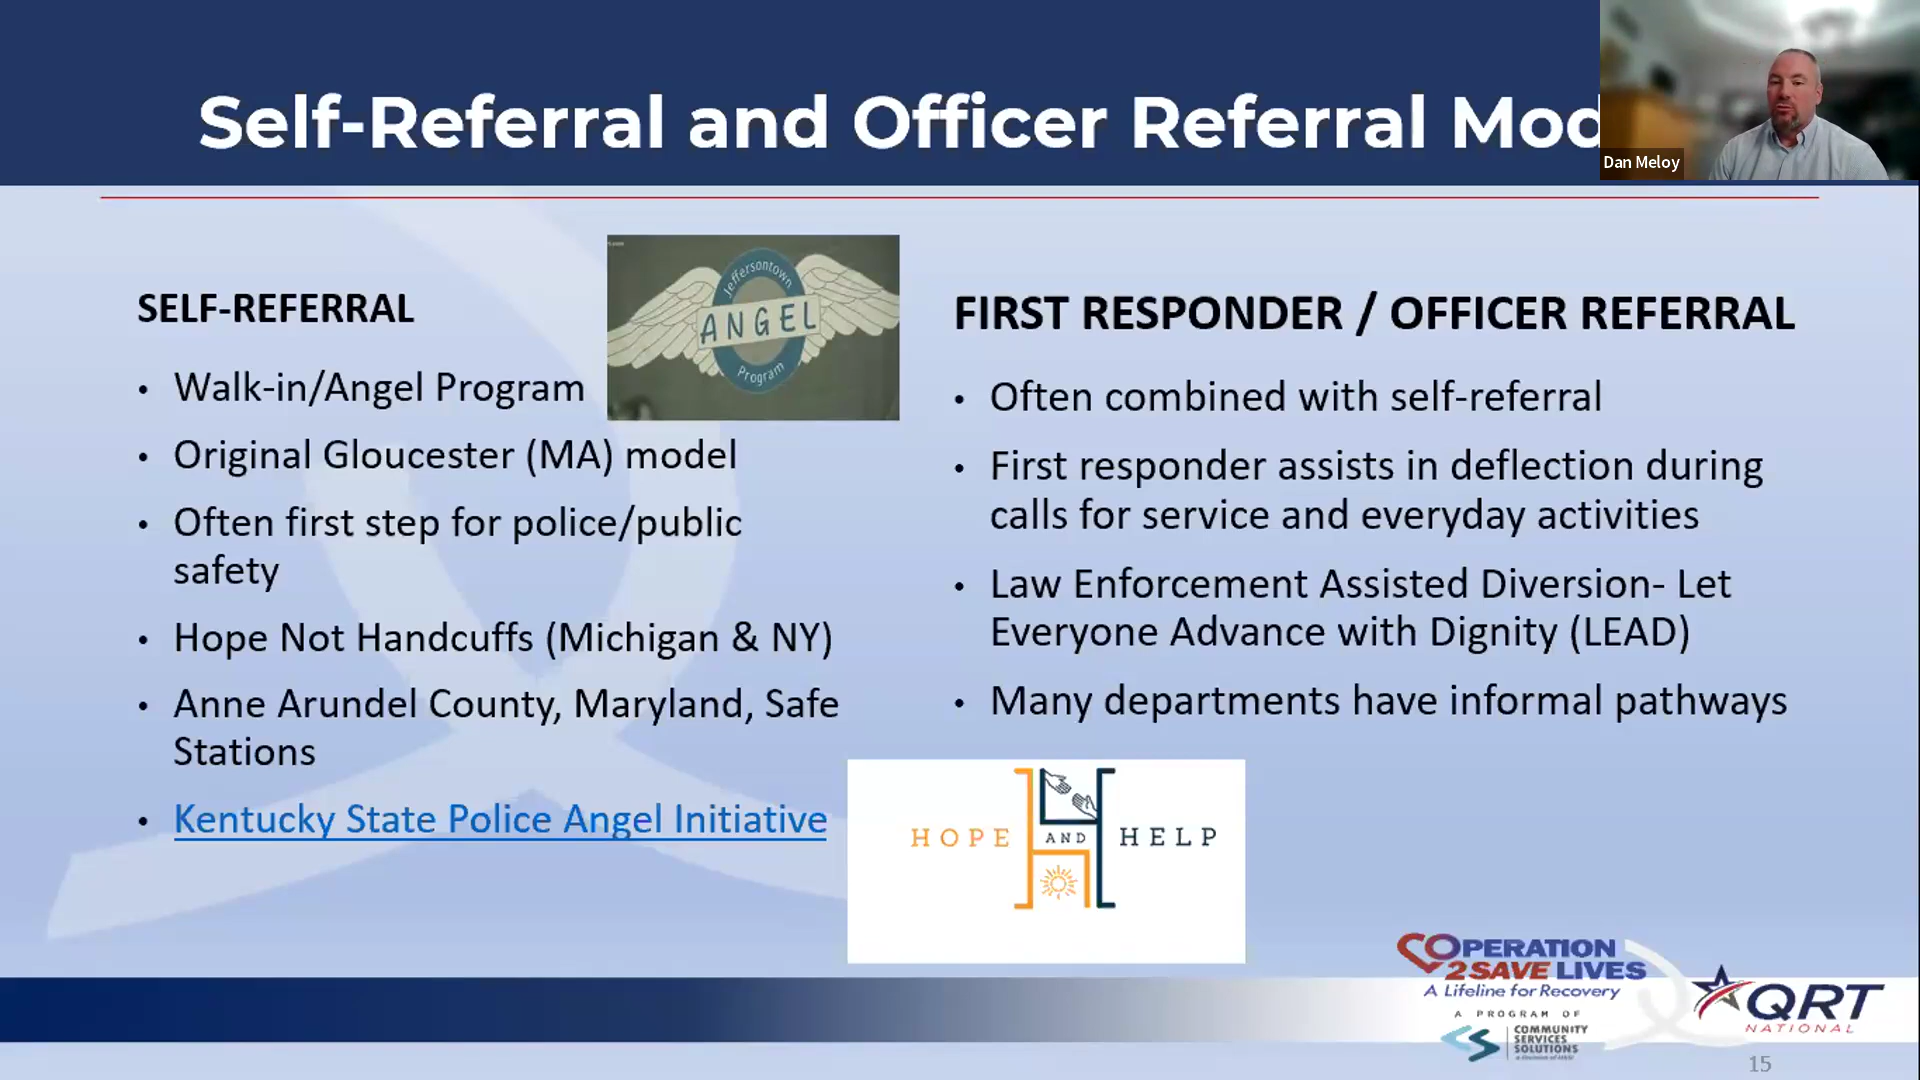 Self-Referral and Officer Referral Mod
Dan Meloy
Jeffersontown
ANGEL
Program
SELF-REFERRAL
• Walk-in/Angel Program
• Original Gloucester (MA) model
• Often first step for police/public
safety
• Hope Not Handcuffs (Michigan & NY)
• Anne Arundel County, Maryland, Safe
Stations
• Kentucky State Police Angel Initiative
FIRST RESPONDER / OFFICER REFERRAL
• Often combined with self-referral
• First responder assists in deflection during
calls for service and everyday activities
• Law Enforcement Assisted Diversion- Let
Everyone Advance with Dignity (LEAD)
• Many departments have informal pathways
HOPE AND HELP
OPERATION
2SAVE LIVES
A Lifeline for Recovery
A PROGRAM OF
COMMUNITY
SERVICES
SOLUTIONS
QRT
NATIONAL
15